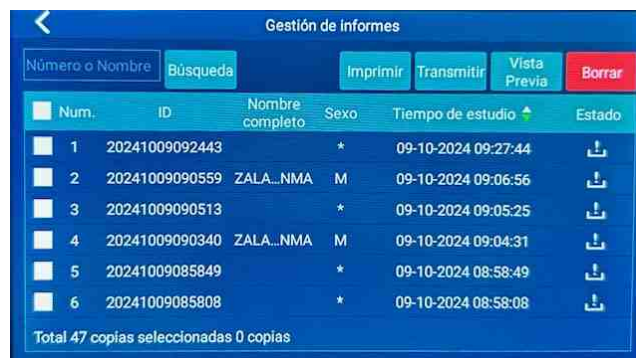 Gestión de informes
Número o Nombre Búsqueda Imprimir Transmitir Vista Previa Borrar
Num. ID Nombre completo Sexo Tiempo de estudio Estado
1 20241009092443 * 09-10-2024 09:27:44
2 20241009090559 ZALA...NMA M 09-10-2024 09:06:56
3 20241009090513 * 09-10-2024 09:05:25
4 20241009090340 ZALA...NMA M 09-10-2024 09:04:31
5 20241009085849 * 09-10-2024 08:58:49
6 20241009085808 * 09-10-2024 08:58:08
Total 47 copias seleccionadas 0 copias